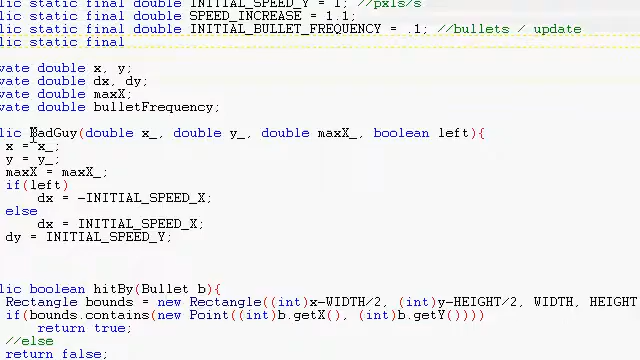 lic static final double INITIAL_SPEED_Y = 1; //pxls/s
lic static final double SPEED_INCREASE = 1.1;
lic static final double INITIAL_BULLET_FREQUENCY = .1; //bullets / update
lic static final
vate double x, y;
vate double dx, dy;
vate double maxX;
vate double bulletFrequency;
lic BadGuy(double x_, double y_, double maxX_, boolean left){
x = x_;
y = y_;
maxX = maxX_;
if(left)
dx = -INITIAL_SPEED_X;
else
dx = INITIAL_SPEED_X;
dy = INITIAL_SPEED_Y;
lic boolean hitBy(Bullet b){
Rectangle bounds = new Rectangle((int)x-WIDTH/2, (int)y-HEIGHT/2, WIDTH, HEIGHT
if(bounds.contains(new Point((int)b.getX(), (int)b.getY())))
return true;
//else
return false;